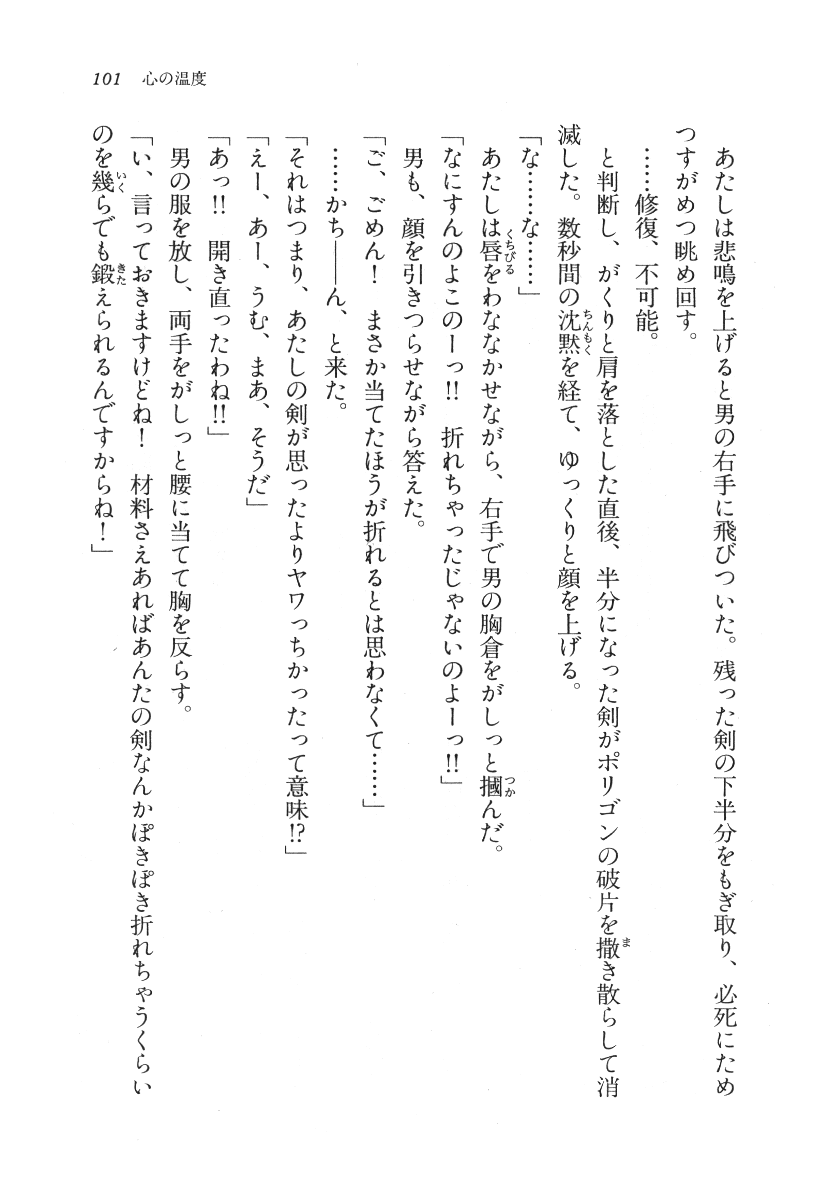 101 心の温度
あたしは悲鳴を上げると男の右手に飛びついた。残った剣の下半分をもぎ取り、必死にため
つすがめつ眺め回す。
……修復、不可能。
と判断し、がくりと肩を落とした直後、半分になった剣がポリゴンの破片を撒き散らして消
滅した。数秒間の沈黙を経て、ゆっくりと顔を上げる。
「な……な……」
あたしは唇をわななかせながら、右手で男の胸倉をがしっと摑んだ。
「なにすんのよこのーっ!! 折れちゃったじゃないのよーっ!!」
男も、顔を引きつらせながら答えた。
「ご、ごめん! まさか当てたほうが折れるとは思わなくて……」
……かち——ん、と来た。
「それはつまり、あたしの剣が思ったよりヤワっちかったって意味!?」
「えー、あー、うむ、まあ、そうだ」
「あっ!! 開き直ったわね!!」
男の服を放し、両手をがしっと腰に当てて胸を反らす。
「い、言っておきますけどね! 材料さえあればあんたの剣なんかぽきぽき折れちゃうくらい
のを幾らでも鍛えられるんですからね!」